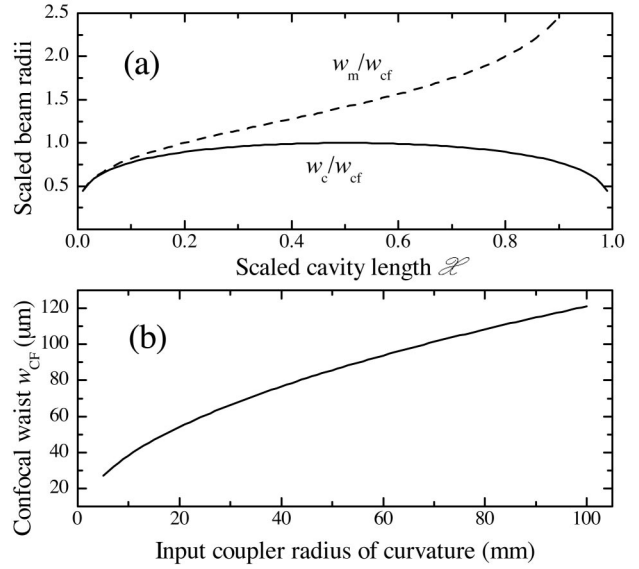 2.5
2.0
1.5
1.0
0.5
Scaled beam radii
(a)
w_m/w_cf
w_c/w_cf
0.0 0.2 0.4 0.6 0.8 1.0
Scaled cavity length ℋ
120
100
80
60
40
20
Confocal waist w_CF (μm)
(b)
0 20 40 60 80 100
Input coupler radius of curvature (mm)